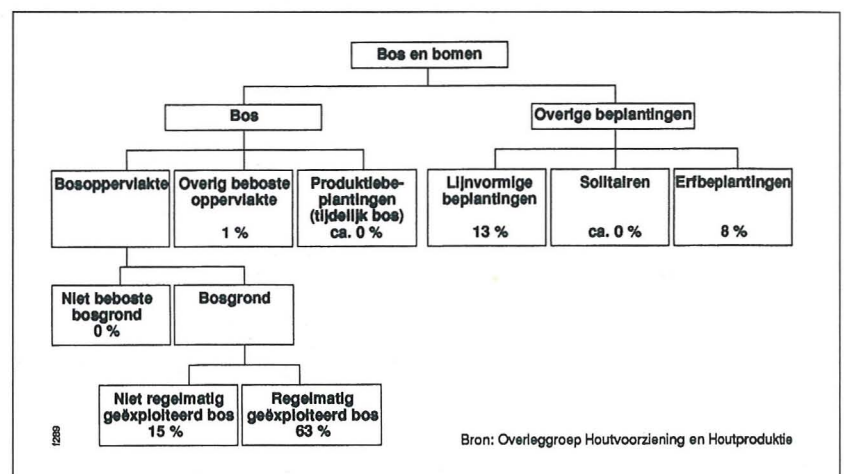 Bos en bomen
Bos
Overige beplantingen
Bosoppervlakte
Overig beboste
oppervlakte
1 %
Produktiebe-
plantingen
(tijdelijk bos)
ca. 0 %
Lijnvormige
beplantingen
13 %
Solitairen
ca. 0 %
Erfbeplantingen
8 %
Niet beboste
bosgrond
0 %
Bosgrond
Niet regelmatig
geëxploiteerd bos
15 %
Regelmatig
geëxploiteerd bos
63 %
f289
Bron: Overleggroep Houtvoorziening en Houtproduktie